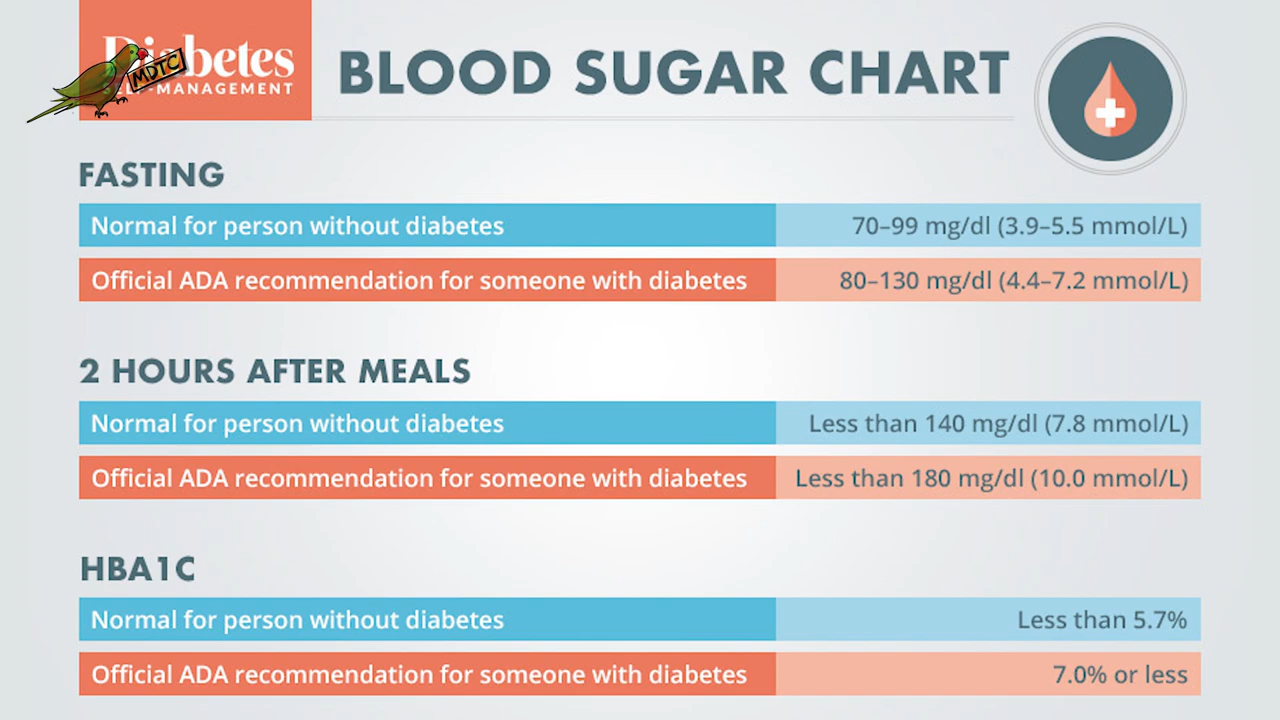 Diabetes
SELF-MANAGEMENT
MDTC
BLOOD SUGAR CHART
FASTING
Normal for person without diabetes 70–99 mg/dl (3.9–5.5 mmol/L)
Official ADA recommendation for someone with diabetes 80–130 mg/dl (4.4–7.2 mmol/L)
2 HOURS AFTER MEALS
Normal for person without diabetes Less than 140 mg/dl (7.8 mmol/L)
Official ADA recommendation for someone with diabetes Less than 180 mg/dl (10.0 mmol/L)
HBA1C
Normal for person without diabetes Less than 5.7%
Official ADA recommendation for someone with diabetes 7.0% or less